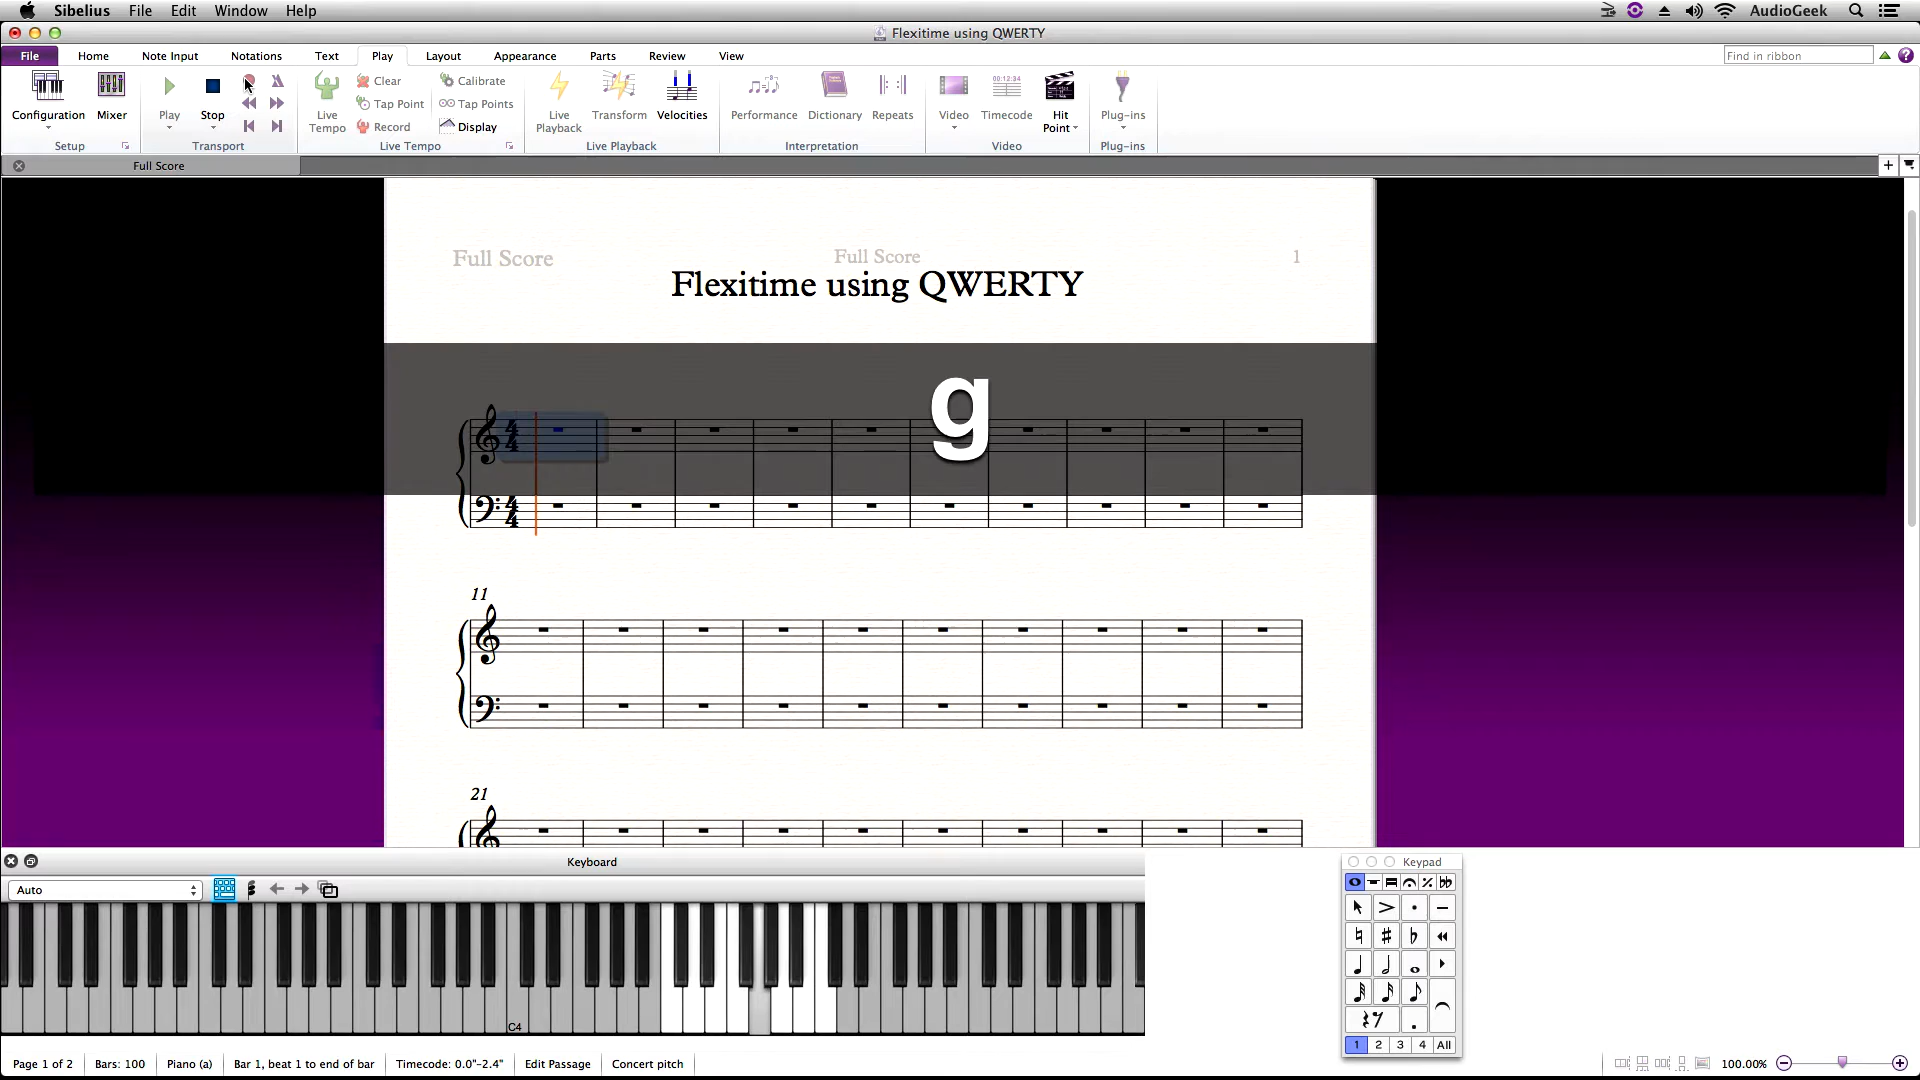 Sibelius File Edit Window Help AudioGeek
Flexitime using QWERTY
File Home Note Input Notations Text Play Layout Appearance Parts Review View Find in ribbon
Clear Calibrate 00:12:34
Tap Point Tap Points
Configuration Mixer Play Stop Live Tempo Record Display Live Playback Transform Velocities Performance Dictionary Repeats Video Timecode Hit Point Plug-ins
Setup Transport Live Tempo Live Playback Interpretation Video Plug-ins
Full Score
Full Score Full Score 1
Flexitime using QWERTY
g
11
21
Keyboard Keypad
Auto
C4
1 2 3 4 All
Page 1 of 2 Bars: 100 Piano (a) Bar 1, beat 1 to end of bar Timecode: 0.0"-2.4" Edit Passage Concert pitch 100.00%